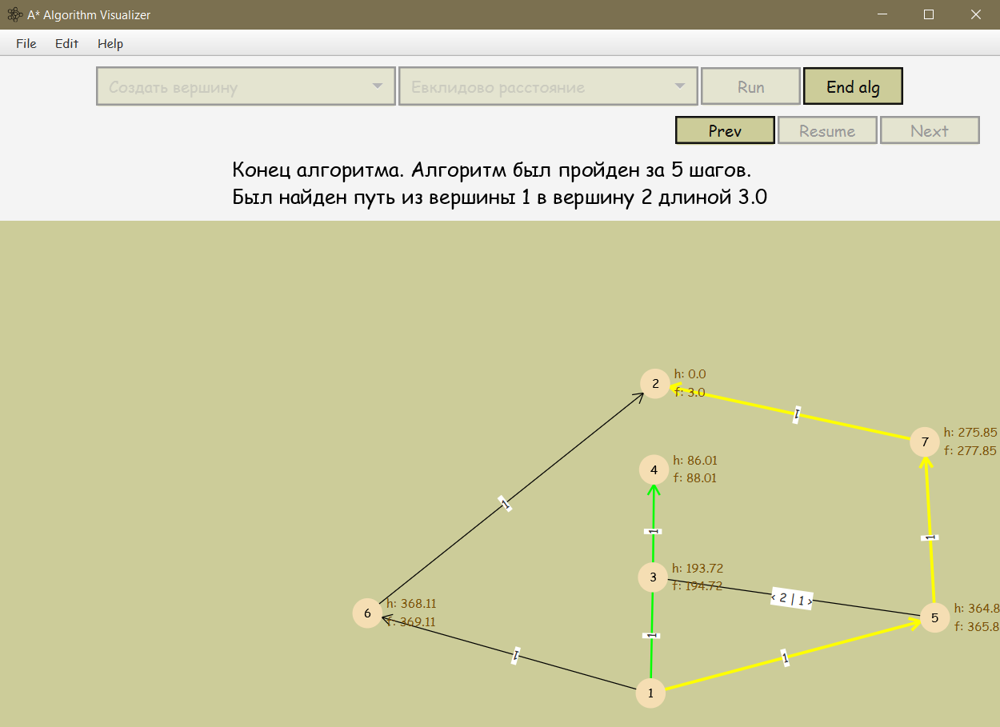 A* Algorithm Visualizer
File Edit Help
Создать вершину Евклидово расстояние Run End alg
Prev Resume Next
Конец алгоритма. Алгоритм был пройден за 5 шагов.
Был найден путь из вершины 1 в вершину 2 длиной 3.0
2 h: 0.0
f: 3.0
1
7 h: 275.85
f: 277.85
4 h: 86.01
f: 88.01
1
1
1
3 h: 193.72
f: 194.72
< 2 | 1 >
6 h: 368.11
f: 369.11
5 h: 364.8
f: 365.8
1
1
1
1